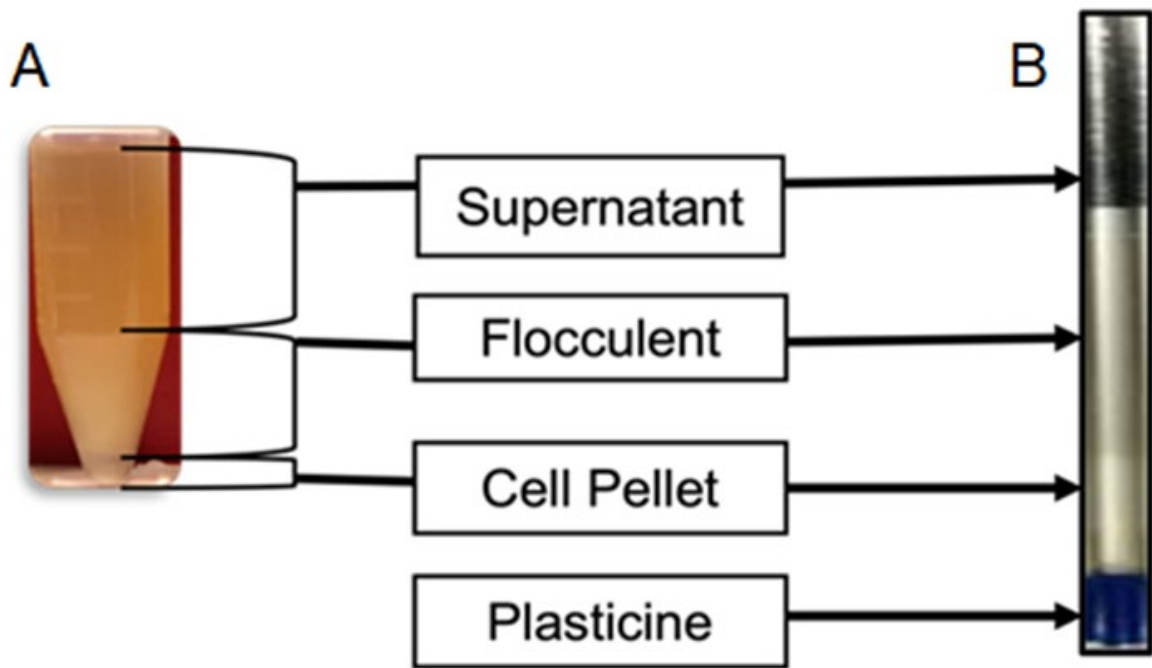 A
B
Supernatant
Flocculent
Cell Pellet
Plasticine